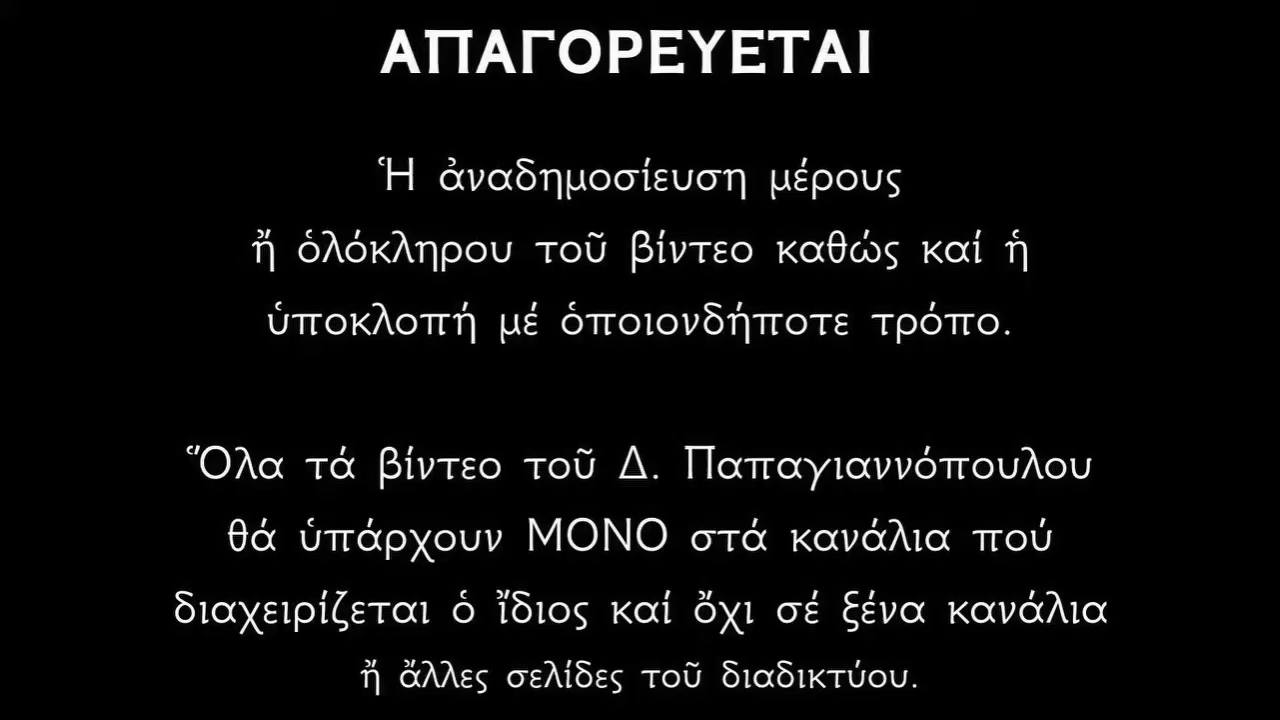 ΑΠΑΓΟΡΕΥΕΤΑΙ
Ἡ ἀναδημοσίευση μέρους
ἤ ὁλόκληρου τοῦ βίντεο καθώς καί ἡ
ὑποκλοπή μέ ὁποιονδήποτε τρόπο.
Ὅλα τά βίντεο τοῦ Δ. Παπαγιαννόπουλου
θά ὑπάρχουν ΜΟΝΟ στά κανάλια πού
διαχειρίζεται ὁ ἴδιος καί ὄχι σέ ξένα κανάλια
ἤ ἄλλες σελίδες τοῦ διαδικτύου.